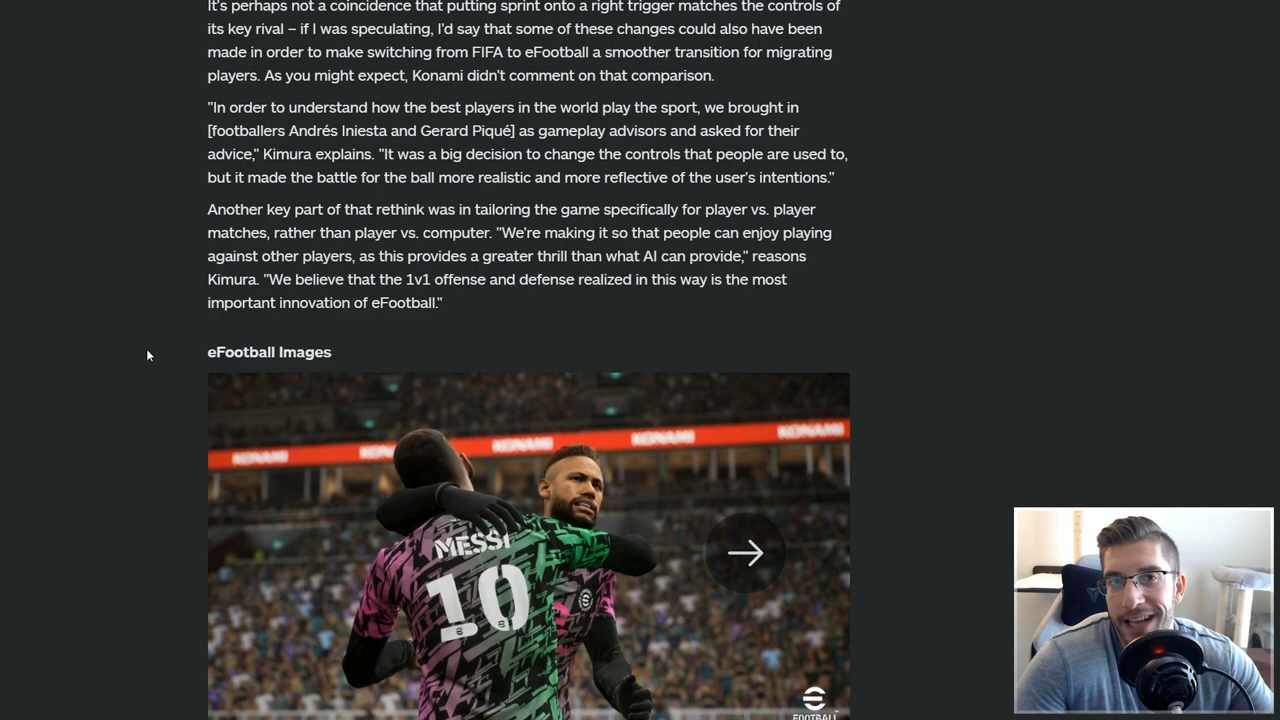 It's perhaps not a coincidence that putting sprint onto a right trigger matches the controls of
its key rival – if I was speculating, I'd say that some of these changes could also have been
made in order to make switching from FIFA to eFootball a smoother transition for migrating
players. As you might expect, Konami didn't comment on that comparison.
"In order to understand how the best players in the world play the sport, we brought in
[footballers Andrés Iniesta and Gerard Piqué] as gameplay advisors and asked for their
advice," Kimura explains. "It was a big decision to change the controls that people are used to,
but it made the battle for the ball more realistic and more reflective of the user's intentions."
Another key part of that rethink was in tailoring the game specifically for player vs. player
matches, rather than player vs. computer. "We're making it so that people can enjoy playing
against other players, as this provides a greater thrill than what AI can provide," reasons
Kimura. "We believe that the 1v1 offense and defense realized in this way is the most
important innovation of eFootball."
eFootball Images
KONAMI KONAMI KONAMI KONAMI KONAMI
MESSI
10
FOOTBALL